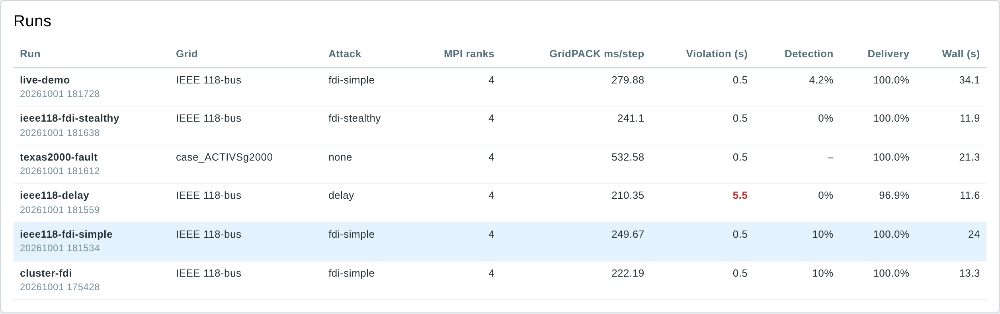 Runs
Run Grid Attack MPI ranks GridPACK ms/step Violation (s) Detection Delivery Wall (s)
live-demo IEEE 118-bus fdi-simple 4 279.88 0.5 4.2% 100.0% 34.1
20261001 181728
ieee118-fdi-stealthy IEEE 118-bus fdi-stealthy 4 241.1 0.5 0% 100.0% 11.9
20261001 181638
texas2000-fault case_ACTIVSg2000 none 4 532.58 0.5 – 100.0% 21.3
20261001 181612
ieee118-delay IEEE 118-bus delay 4 210.35 5.5 0% 96.9% 11.6
20261001 181559
ieee118-fdi-simple IEEE 118-bus fdi-simple 4 249.67 0.5 10% 100.0% 24
20261001 181534
cluster-fdi IEEE 118-bus fdi-simple 4 222.19 0.5 10% 100.0% 13.3
20261001 175428